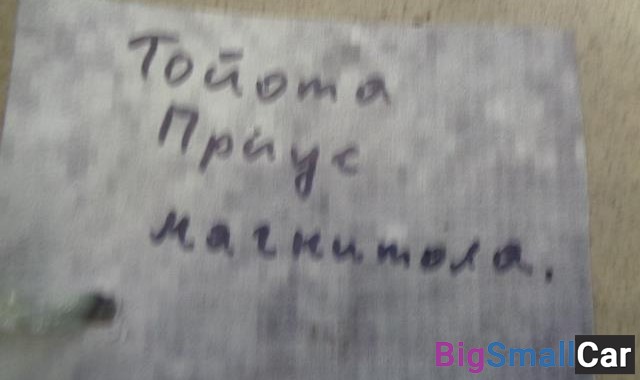 Тойота
Приус
магнитола.
BigSmallCar